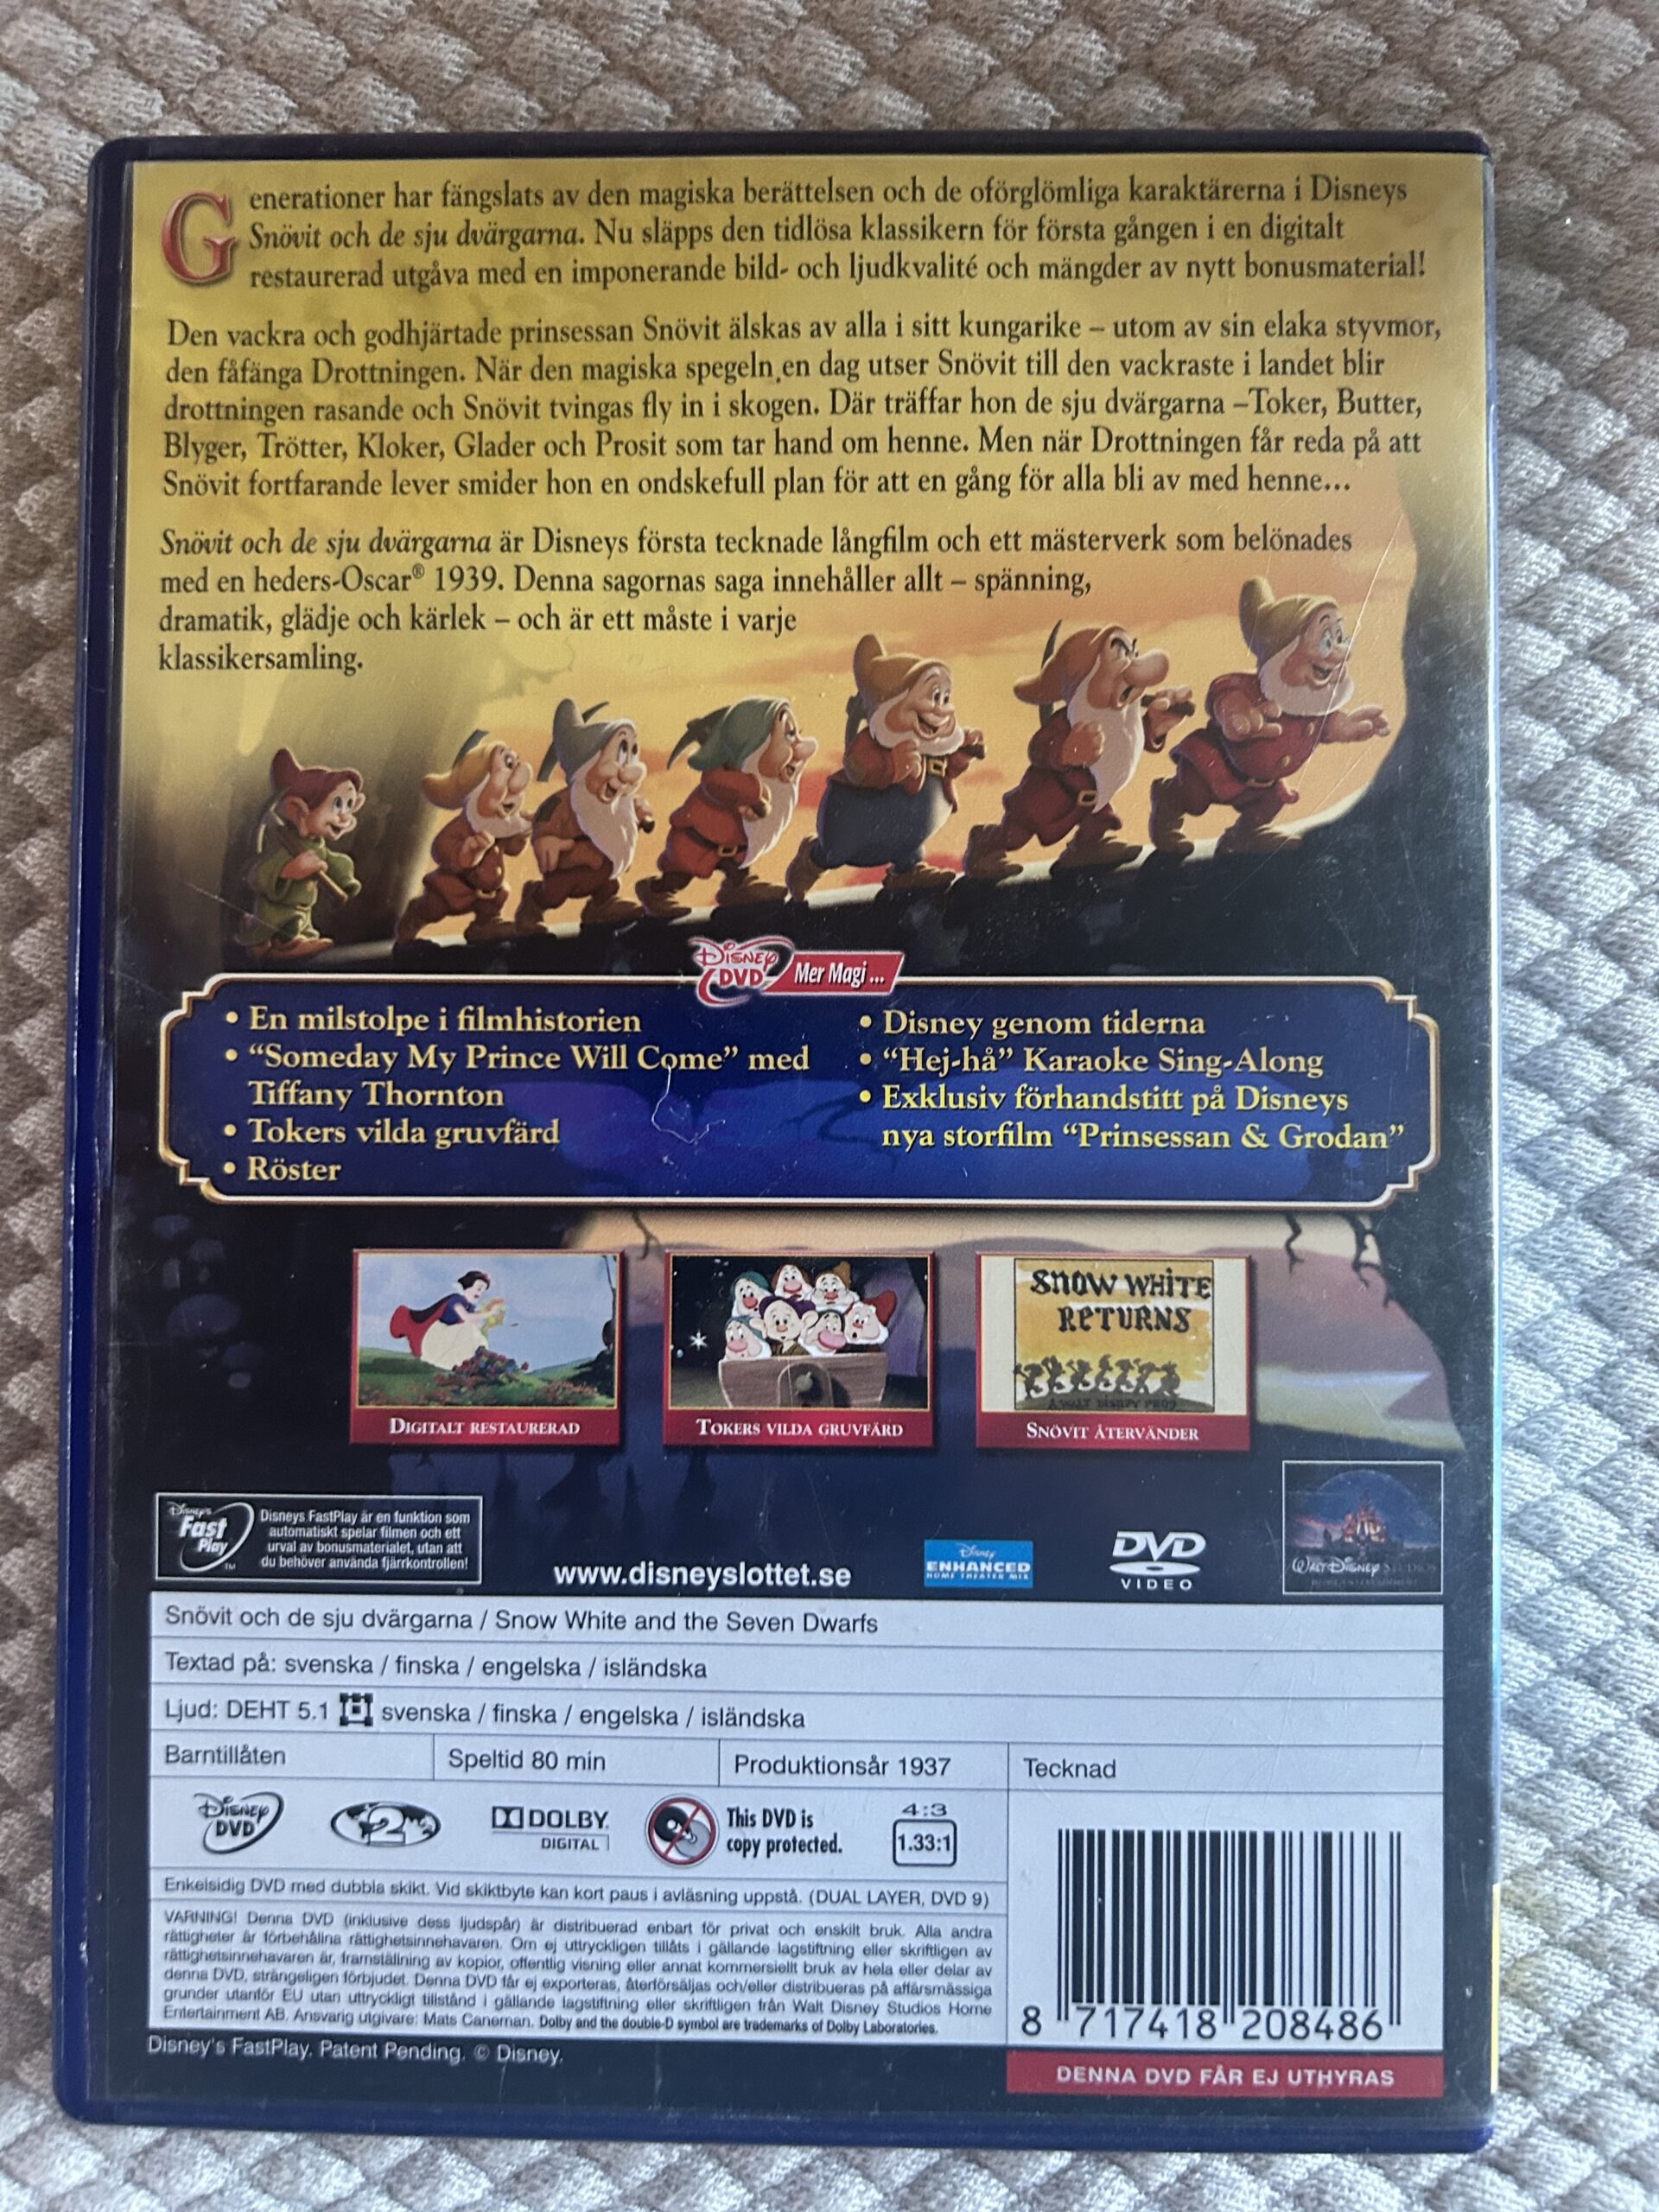 Generationer har fängslats av den magiska berättelsen och de oförglömliga karaktärerna i Disneys
Snövit och de sju dvärgarna. Nu släpps den tidlösa klassikern för första gången i en digitalt
restaurerad utgåva med en imponerande bild- och ljudkvalité och mängder av nytt bonusmaterial!
Den vackra och godhjärtade prinsessan Snövit älskas av alla i sitt kungarike – utom av sin elaka styvmor,
den fåfänga Drottningen. När den magiska spegeln en dag utser Snövit till den vackraste i landet blir
drottningen rasande och Snövit tvingas fly in i skogen. Där träffar hon de sju dvärgarna –Toker, Butter,
Blyger, Trötter, Kloker, Glader och Prosit som tar hand om henne. Men när Drottningen får reda på att
Snövit fortfarande lever smider hon en ondskefull plan för att en gång för alla bli av med henne...
Snövit och de sju dvärgarna är Disneys första tecknade långfilm och ett mästerverk som belönades
med en heders-Oscar® 1939. Denna sagornas saga innehåller allt – spänning,
dramatik, glädje och kärlek – och är ett måste i varje
klassikersamling.
Disney DVD Mer Magi ...
• En milstolpe i filmhistorien
• “Someday My Prince Will Come” med
Tiffany Thornton
• Tokers vilda gruvfärd
• Röster
• Disney genom tiderna
• “Hej-hå” Karaoke Sing-Along
• Exklusiv förhandstitt på Disneys
nya storfilm “Prinsessan & Grodan”
SNOW WHITE
RETURNS
A WALT DISNEY PROD
DIGITALT RESTAURERAD
TOKERS VILDA GRUVFÄRD
SNÖVIT ÅTERVÄNDER
Disney's
Fast
Play™
Disneys FastPlay är en funktion som
automatiskt spelar filmen och ett
urval av bonusmaterialet, utan att
du behöver använda fjärrkontrollen!
www.disneyslottet.se
Disney
ENHANCED
HOME THEATER MIX
DVD
VIDEO
WALT DISNEY STUDIOS
HOME ENTERTAINMENT
Snövit och de sju dvärgarna / Snow White and the Seven Dwarfs
Textad på: svenska / finska / engelska / isländska
Ljud: DEHT 5.1 svenska / finska / engelska / isländska
Barntillåten
Speltid 80 min
Produktionsår 1937
Tecknad
Disney
DVD
2
DOLBY
DIGITAL
This DVD is
copy protected.
4:3
1.33:1
Enkelsidig DVD med dubbla skikt. Vid skiktbyte kan kort paus i avläsning uppstå. (DUAL LAYER, DVD 9)
VARNING! Denna DVD (inklusive dess ljudspår) är distribuerad enbart för privat och enskilt bruk. Alla andra
rättigheter är förbehållna rättighetsinnehavaren. Om ej uttryckligen tillåts i gällande lagstiftning eller skriftligen av
rättighetsinnehavaren är, framställning av kopior, offentlig visning eller annat kommersiellt bruk av hela eller delar av
denna DVD, strängeligen förbjudet. Denna DVD får ej exporteras, återförsäljas och/eller distribueras på affärsmässiga
grunder utanför EU utan uttryckligt tillstånd i gällande lagstiftning eller skriftligen från Walt Disney Studios Home
Entertainment AB. Ansvarig utgivare: Mats Caneman. Dolby and the double-D symbol are trademarks of Dolby Laboratories.
8 717418 208486
Disney's FastPlay. Patent Pending. © Disney.
DENNA DVD FÅR EJ UTHYRAS